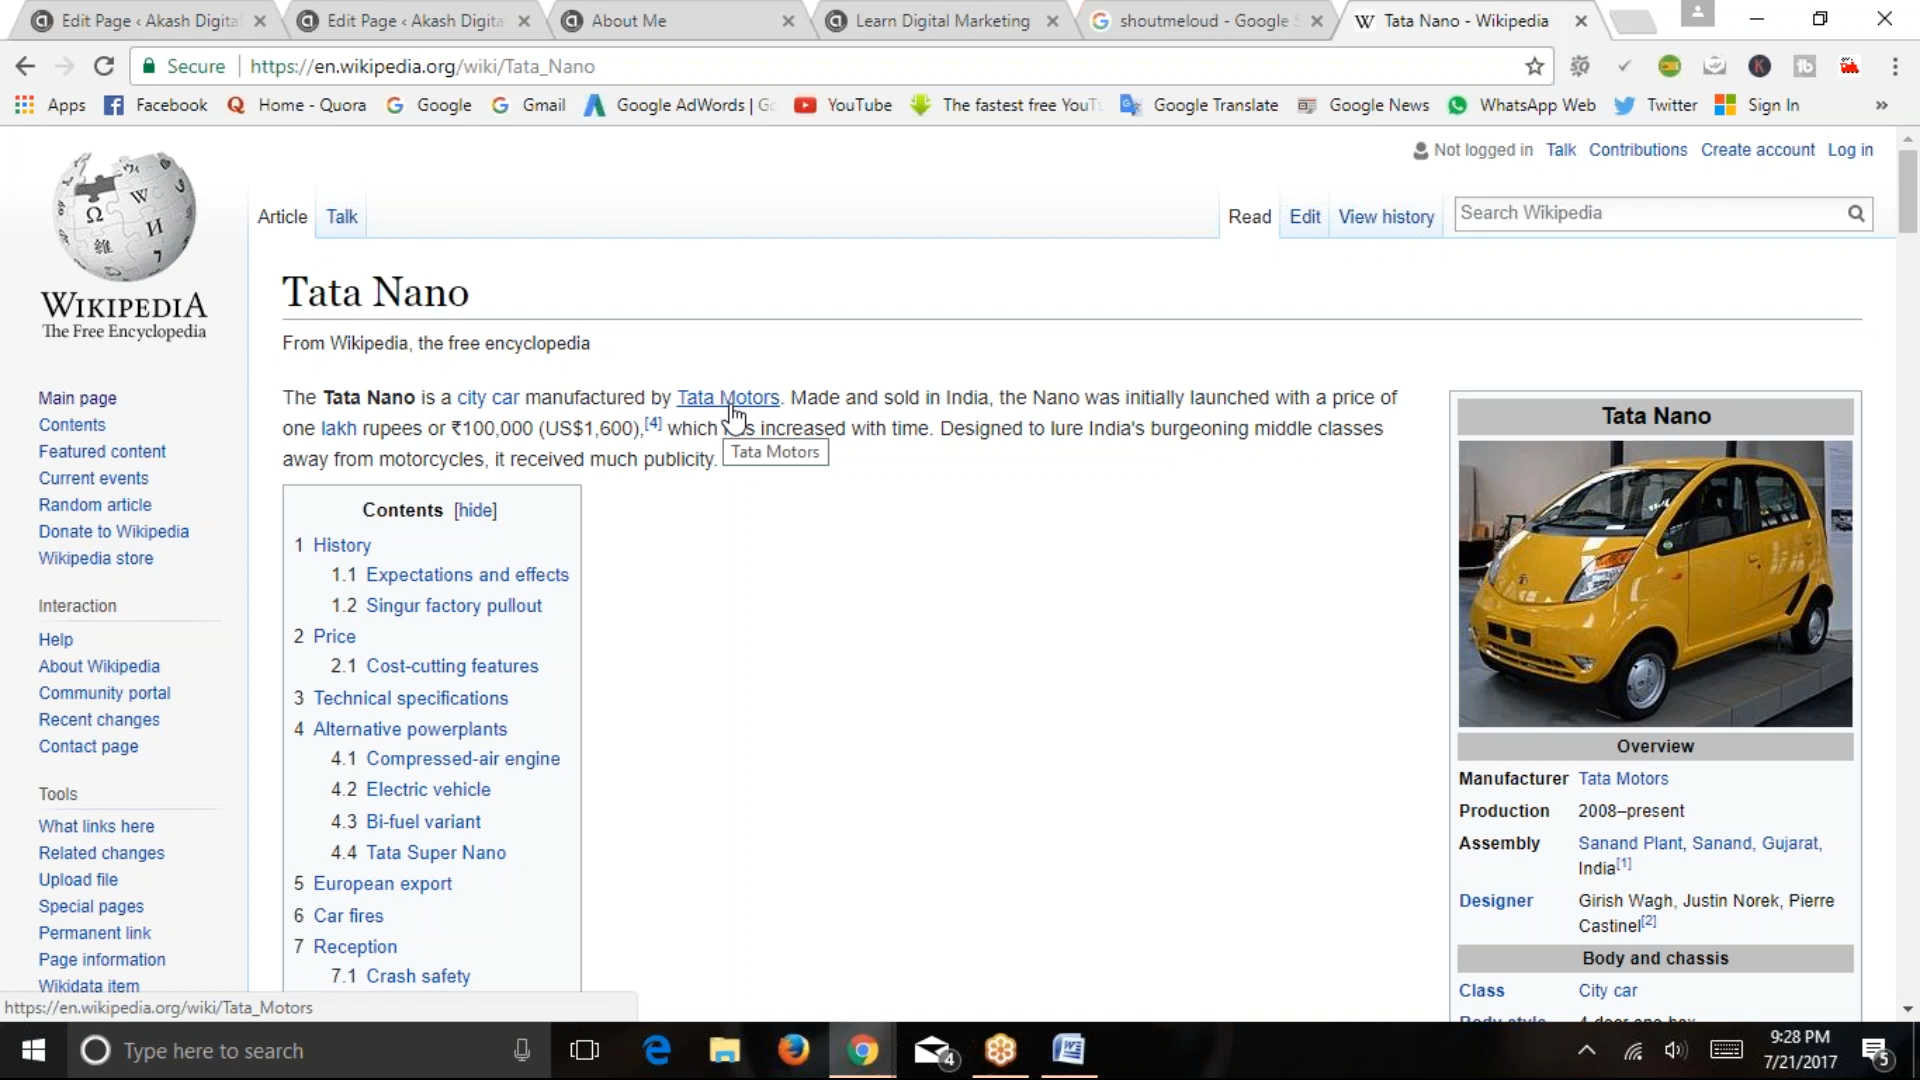 Edit Page ‹ Akash Digita
Edit Page ‹ Akash Digita
About Me
Learn Digital Marketing
shoutmeloud - Google S
W Tata Nano - Wikipedia
Secure | https://en.wikipedia.org/wiki/Tata_Nano
Apps Facebook Home - Quora Google Gmail Google AdWords | Go YouTube The fastest free YouT Google Translate Google News WhatsApp Web Twitter Sign In »
Not logged in Talk Contributions Create account Log in
Article Talk Read Edit View history Search Wikipedia
WIKIPEDIA
The Free Encyclopedia
Main page
Contents
Featured content
Current events
Random article
Donate to Wikipedia
Wikipedia store
Interaction
Help
About Wikipedia
Community portal
Recent changes
Contact page
Tools
What links here
Related changes
Upload file
Special pages
Permanent link
Page information
Wikidata item
Tata Nano
From Wikipedia, the free encyclopedia
The Tata Nano is a city car manufactured by Tata Motors. Made and sold in India, the Nano was initially launched with a price of
one lakh rupees or ₹100,000 (US$1,600),[4] which increased with time. Designed to lure India's burgeoning middle classes
away from motorcycles, it received much publicity.
Tata Motors
Contents [hide]
1 History
1.1 Expectations and effects
1.2 Singur factory pullout
2 Price
2.1 Cost-cutting features
3 Technical specifications
4 Alternative powerplants
4.1 Compressed-air engine
4.2 Electric vehicle
4.3 Bi-fuel variant
4.4 Tata Super Nano
5 European export
6 Car fires
7 Reception
7.1 Crash safety
Tata Nano
Overview
Manufacturer Tata Motors
Production 2008–present
Assembly Sanand Plant, Sanand, Gujarat,
India[1]
Designer Girish Wagh, Justin Norek, Pierre
Castinel[2]
Body and chassis
Class City car
https://en.wikipedia.org/wiki/Tata_Motors
Type here to search
4
9:28 PM
7/21/2017
5